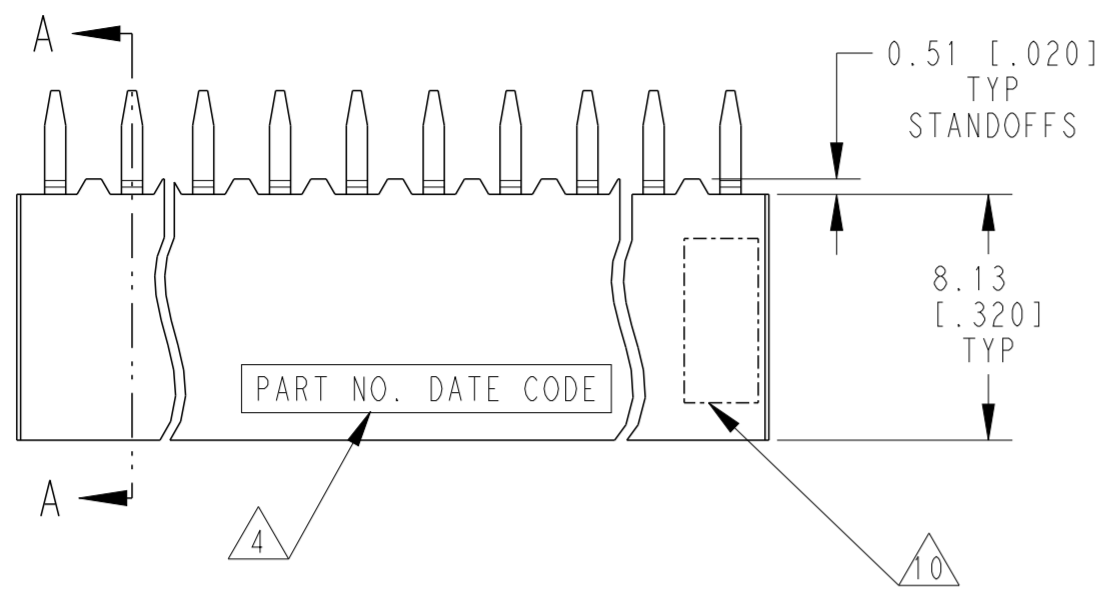 A
0.51 [.020]
TYP
STANDOFFS
8.13
[.320]
TYP
PART NO. DATE CODE
A
4
10